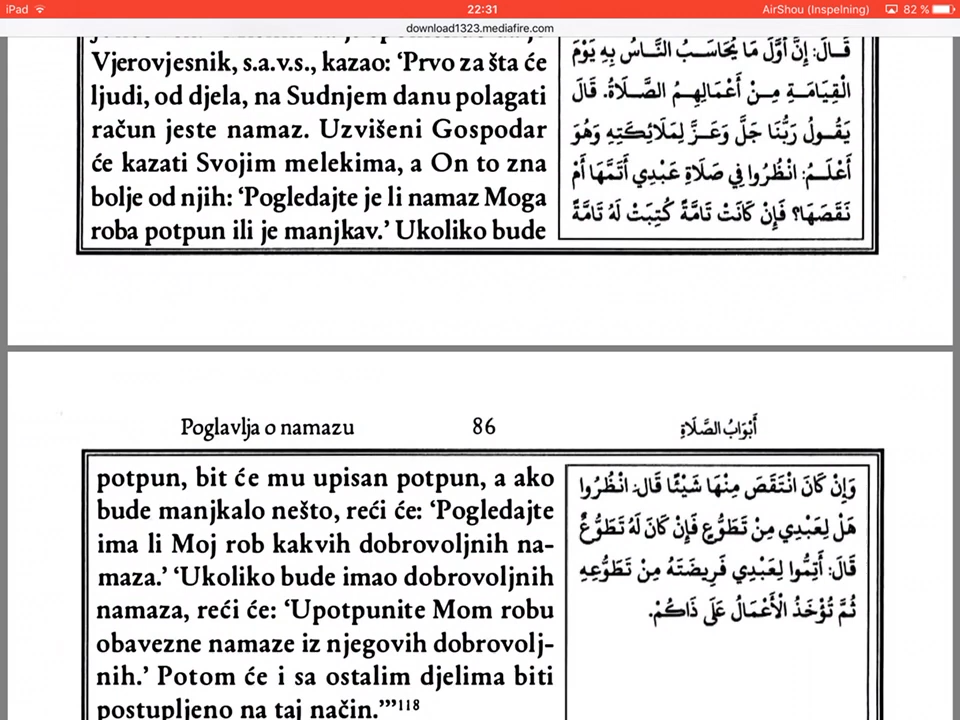 iPad 22:31 AirShou (Inspelning) 82 %
download1323.mediafire.com
Vjerovjesnik, s.a.v.s., kazao: ‘Prvo za šta će
ljudi, od djela, na Sudnjem danu polagati
račun jeste namaz. Uzvišeni Gospodar
će kazati Svojim melekima, a On to zna
bolje od njih: ‘Pogledajte je li namaz Moga
roba potpun ili je manjkav.’ Ukoliko bude
قَالَ: إِنَّ أَوَّلَ مَا يُحَاسَبُ النَّاسُ بِهِ يَوْمَ
الْقِيَامَةِ مِنْ أَعْمَالِهِمُ الصَّلَاةُ. قَالَ
يَقُولُ رَبُّنَا جَلَّ وَعَزَّ لِمَلَائِكَتِهِ وَهُوَ
أَعْلَمُ: انْظُرُوا فِي صَلَاةِ عَبْدِي أَتَمَّهَا أَمْ
نَقَصَهَا؟ فَإِنْ كَانَتْ تَامَّةً كُتِبَتْ لَهُ تَامَّةً
Poglavlja o namazu 86 أَبْوَابُ الصَّلَاةِ
potpun, bit će mu upisan potpun, a ako
bude manjkalo nešto, reći će: ‘Pogledajte
ima li Moj rob kakvih dobrovoljnih na-
maza.’ ‘Ukoliko bude imao dobrovoljnih
namaza, reći će: ‘Upotpunite Mom robu
obavezne namaze iz njegovih dobrovolj-
nih.’ Potom će i sa ostalim djelima biti
postupljeno na taj način.’”¹¹⁸
وَإِنْ كَانَ انْتَقَصَ مِنْهَا شَيْئًا قَالَ: انْظُرُوا
هَلْ لِعَبْدِي مِنْ تَطَوُّعٍ فَإِنْ كَانَ لَهُ تَطَوُّعٌ
قَالَ: أَتِمُّوا لِعَبْدِي فَرِيضَتَهُ مِنْ تَطَوُّعِهِ
ثُمَّ تُؤْخَذُ الْأَعْمَالُ عَلَى ذَاكُمْ.